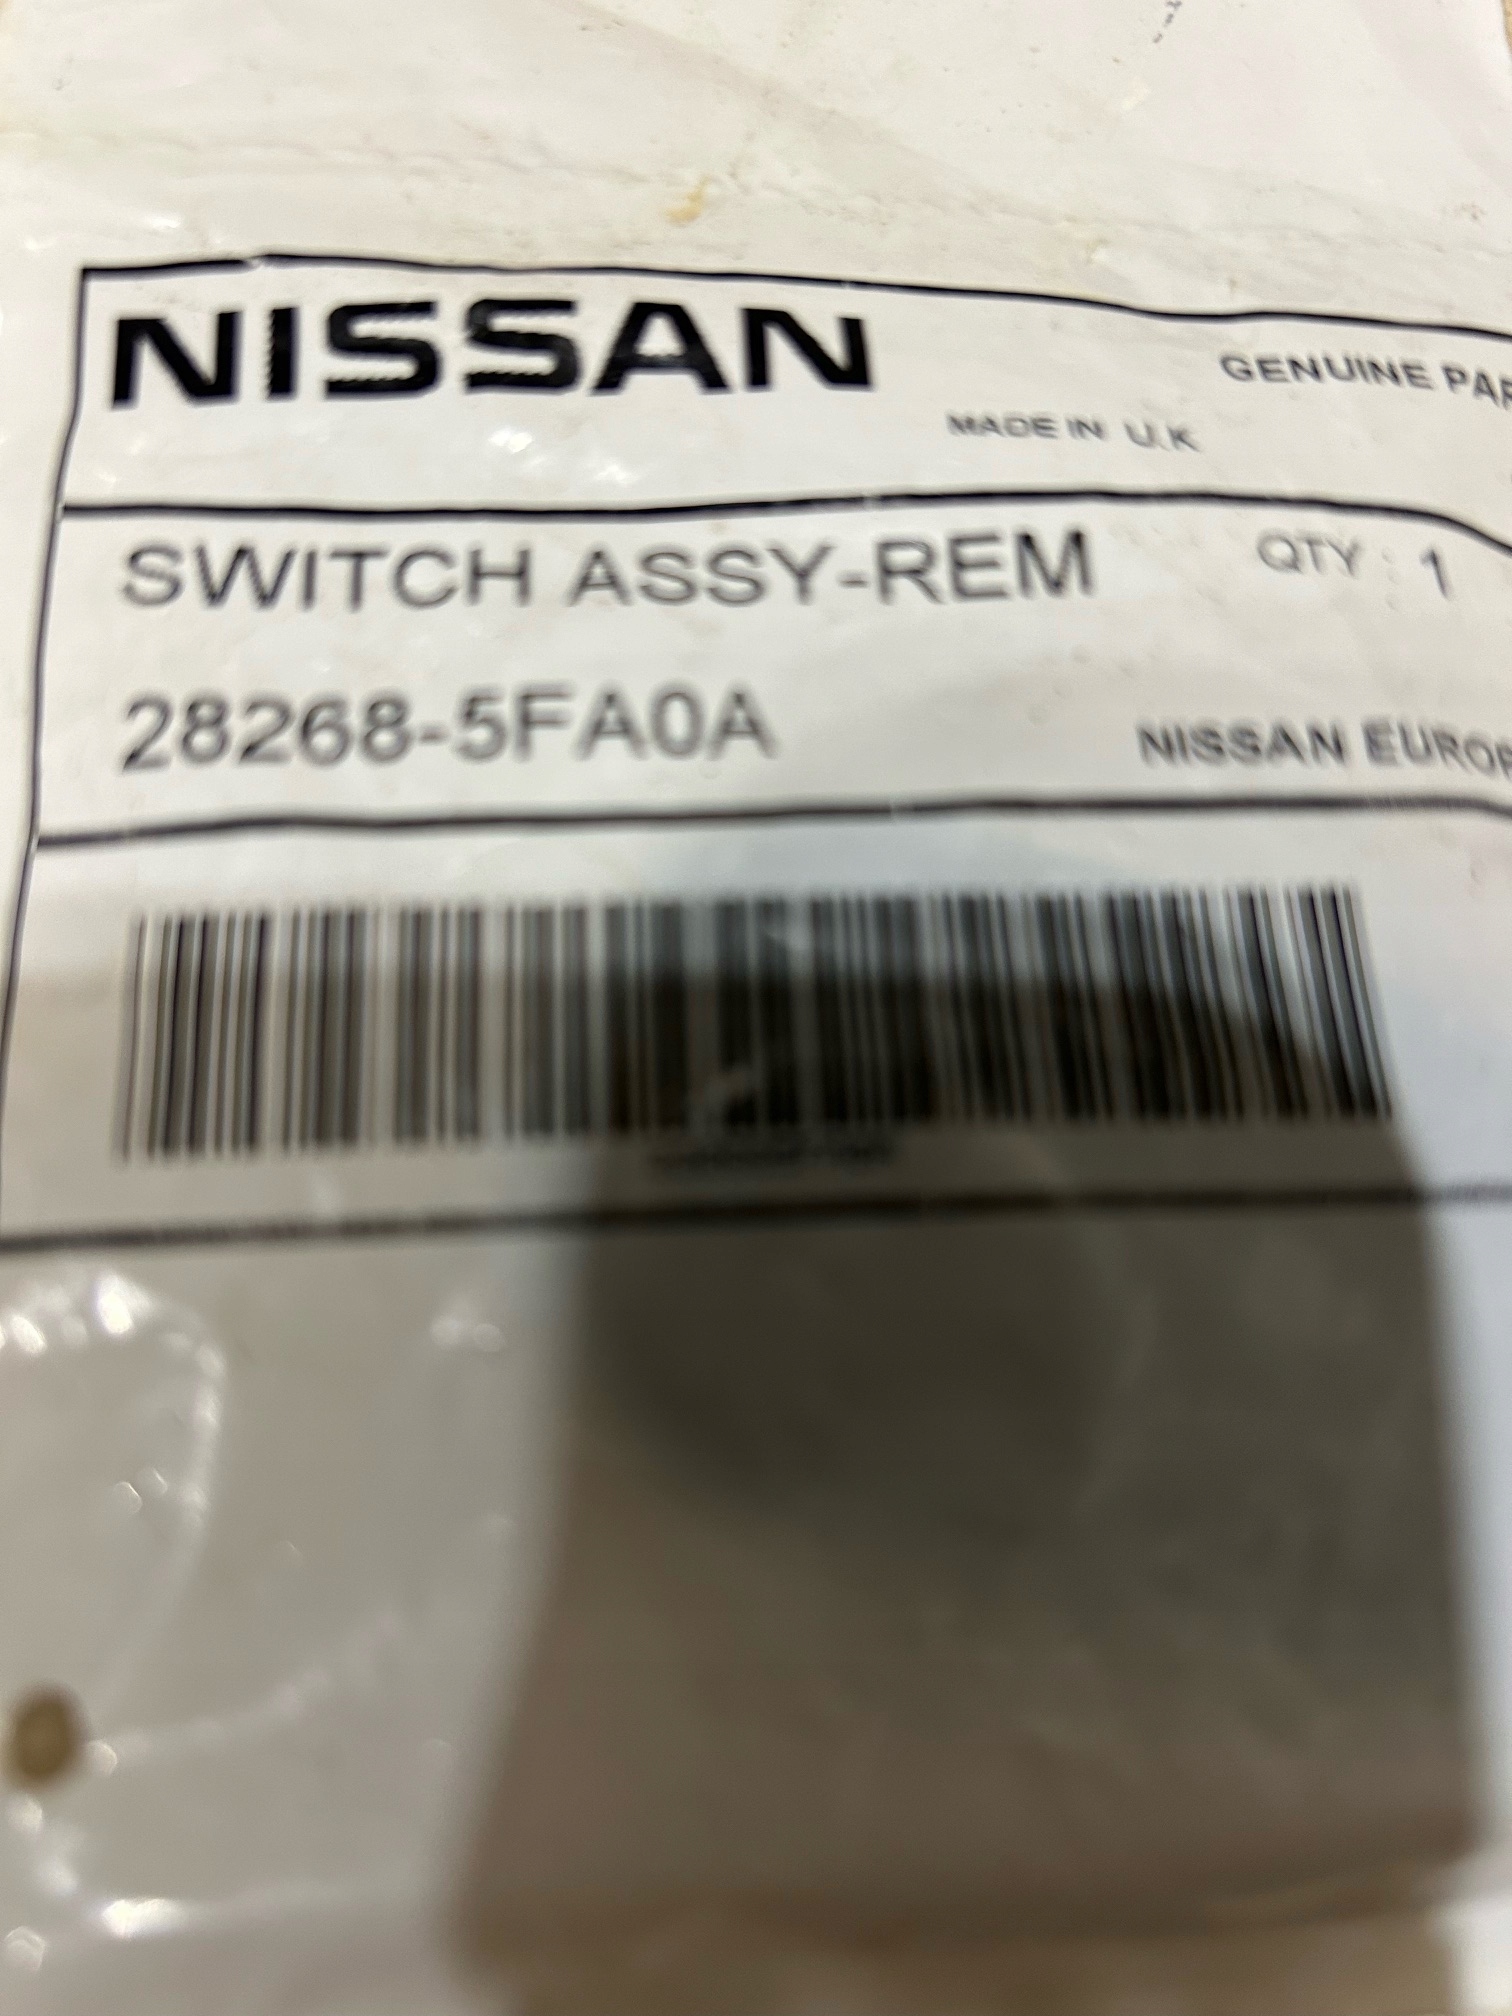 NISSAN
GENUINE PAR
MADE IN U.K
SWITCH ASSY-REM
QTY : 1
28268-5FA0A
NISSAN EUROP